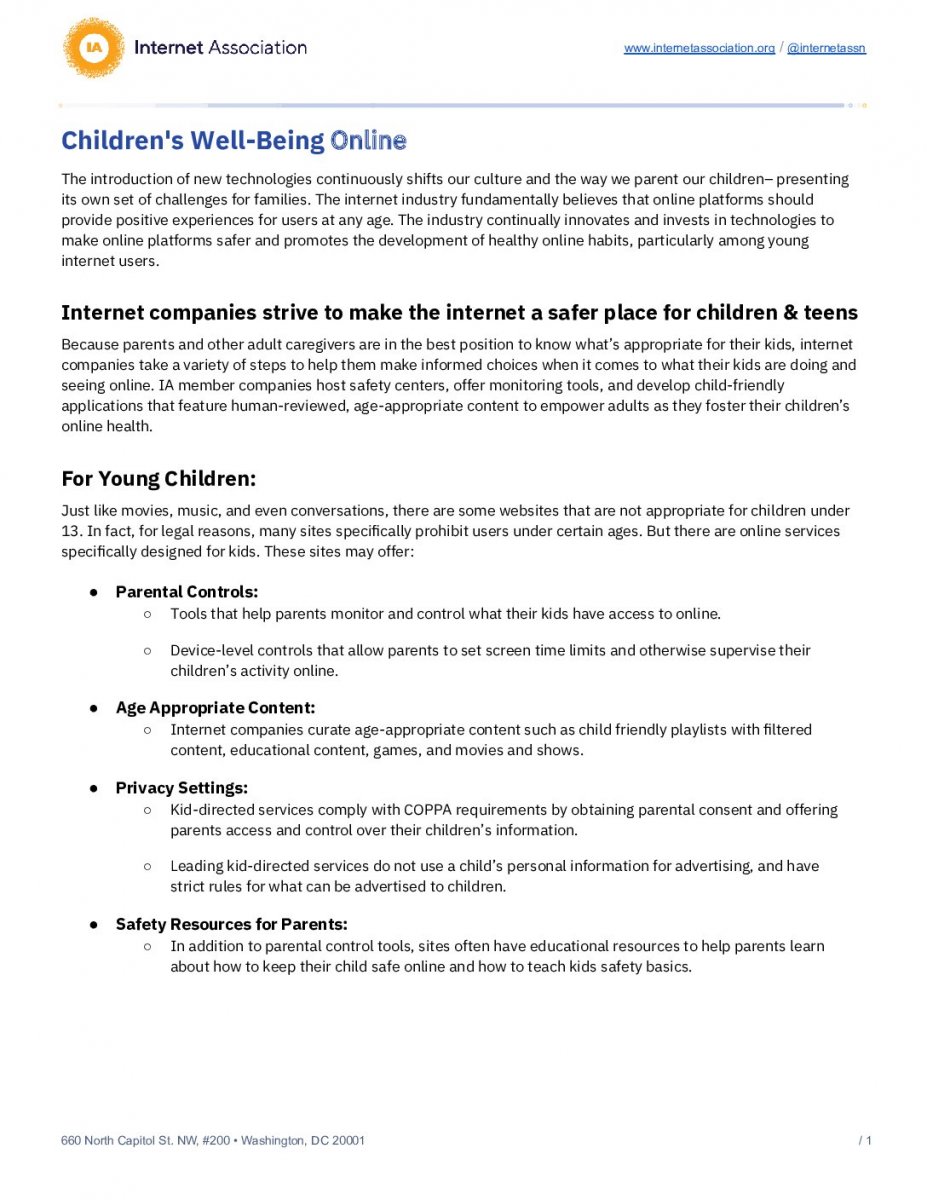 IA Internet Association
www.internetassociation.org / @internetassn
Children's Well-Being Online
The introduction of new technologies continuously shifts our culture and the way we parent our children– presenting
its own set of challenges for families. The internet industry fundamentally believes that online platforms should
provide positive experiences for users at any age. The industry continually innovates and invests in technologies to
make online platforms safer and promotes the development of healthy online habits, particularly among young
internet users.
Internet companies strive to make the internet a safer place for children & teens
Because parents and other adult caregivers are in the best position to know what’s appropriate for their kids, internet
companies take a variety of steps to help them make informed choices when it comes to what their kids are doing and
seeing online. IA member companies host safety centers, offer monitoring tools, and develop child-friendly
applications that feature human-reviewed, age-appropriate content to empower adults as they foster their children’s
online health.
For Young Children:
Just like movies, music, and even conversations, there are some websites that are not appropriate for children under
13. In fact, for legal reasons, many sites specifically prohibit users under certain ages. But there are online services
specifically designed for kids. These sites may offer:
● Parental Controls:
○ Tools that help parents monitor and control what their kids have access to online.
○ Device-level controls that allow parents to set screen time limits and otherwise supervise their
children’s activity online.
● Age Appropriate Content:
○ Internet companies curate age-appropriate content such as child friendly playlists with filtered
content, educational content, games, and movies and shows.
● Privacy Settings:
○ Kid-directed services comply with COPPA requirements by obtaining parental consent and offering
parents access and control over their children’s information.
○ Leading kid-directed services do not use a child’s personal information for advertising, and have
strict rules for what can be advertised to children.
● Safety Resources for Parents:
○ In addition to parental control tools, sites often have educational resources to help parents learn
about how to keep their child safe online and how to teach kids safety basics.
660 North Capitol St. NW, #200 • Washington, DC 20001
/ 1